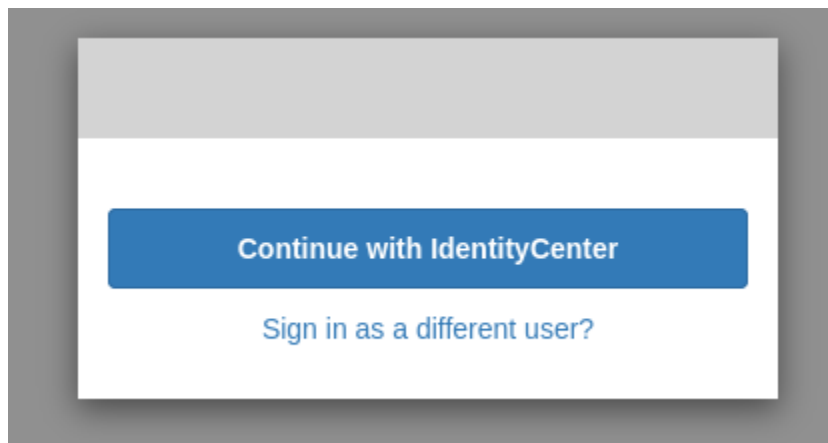 Continue with IdentityCenter
Sign in as a different user?